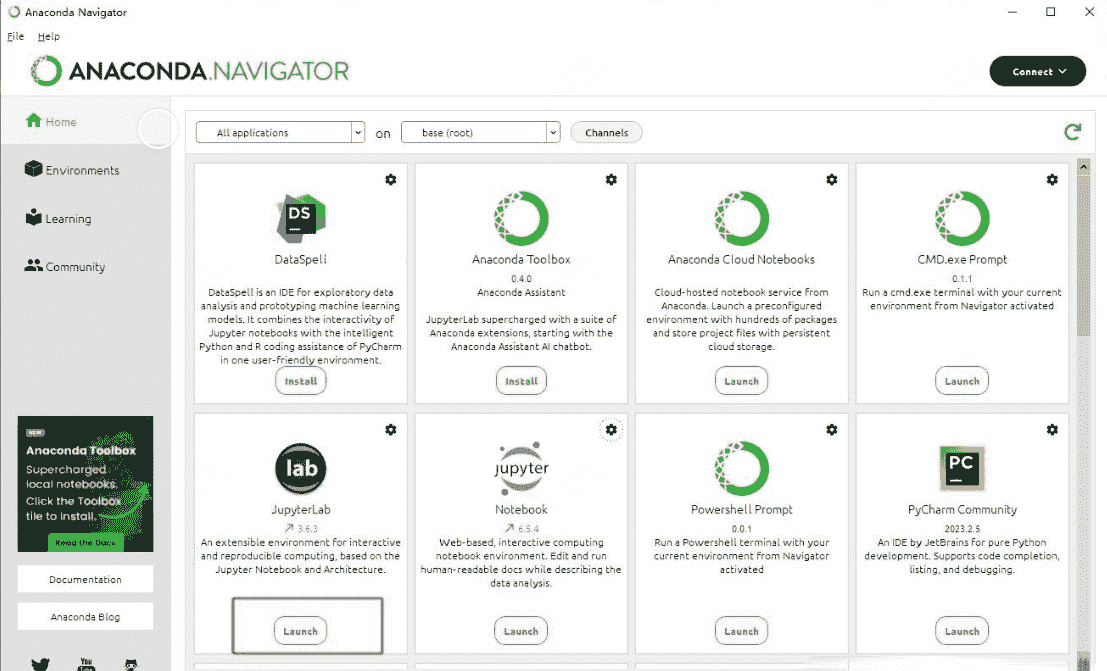 Anaconda Navigator
File Help
ANACONDA.NAVIGATOR
Connect
Home
Environments
Learning
Community
All applications on base (root) Channels
DS
DataSpell
DataSpell is an IDE for exploratory data
analysis and prototyping machine learning
models. It combines the interactivity of
Jupyter notebooks with the intelligent
Python and R coding assistance of PyCharm
in one user-friendly environment.
Install
Anaconda Toolbox
0.4.0
Anaconda Assistant
JupyterLab supercharged with a suite of
Anaconda extensions, starting with the
Anaconda Assistant AI chatbot.
Install
Anaconda Cloud Notebooks
Cloud-hosted notebook service from
Anaconda. Launch a preconfigured
environment with hundreds of packages
and store project files with persistent
cloud storage.
Launch
CMD.exe Prompt
0.1.1
Run a cmd.exe terminal with your current
environment from Navigator activated
Launch
lab
JupyterLab
3.6.3
An extensible environment for interactive
and reproducible computing, based on the
Jupyter Notebook and Architecture.
Launch
jupyter
Notebook
6.5.4
Web-based, interactive computing
notebook environment. Edit and run
human-readable docs while describing the
data analysis.
Launch
Powershell Prompt
0.0.1
Run a Powershell terminal with your
current environment from Navigator
activated
Launch
PC
PyCharm Community
2023.2.5
An IDE by JetBrains for pure Python
development. Supports code completion,
listing, and debugging.
Launch
NEW
Anaconda Toolbox
Supercharged
local notebooks.
Click the Toolbox
tile to install.
Read the Docs
Documentation
Anaconda Blog
You